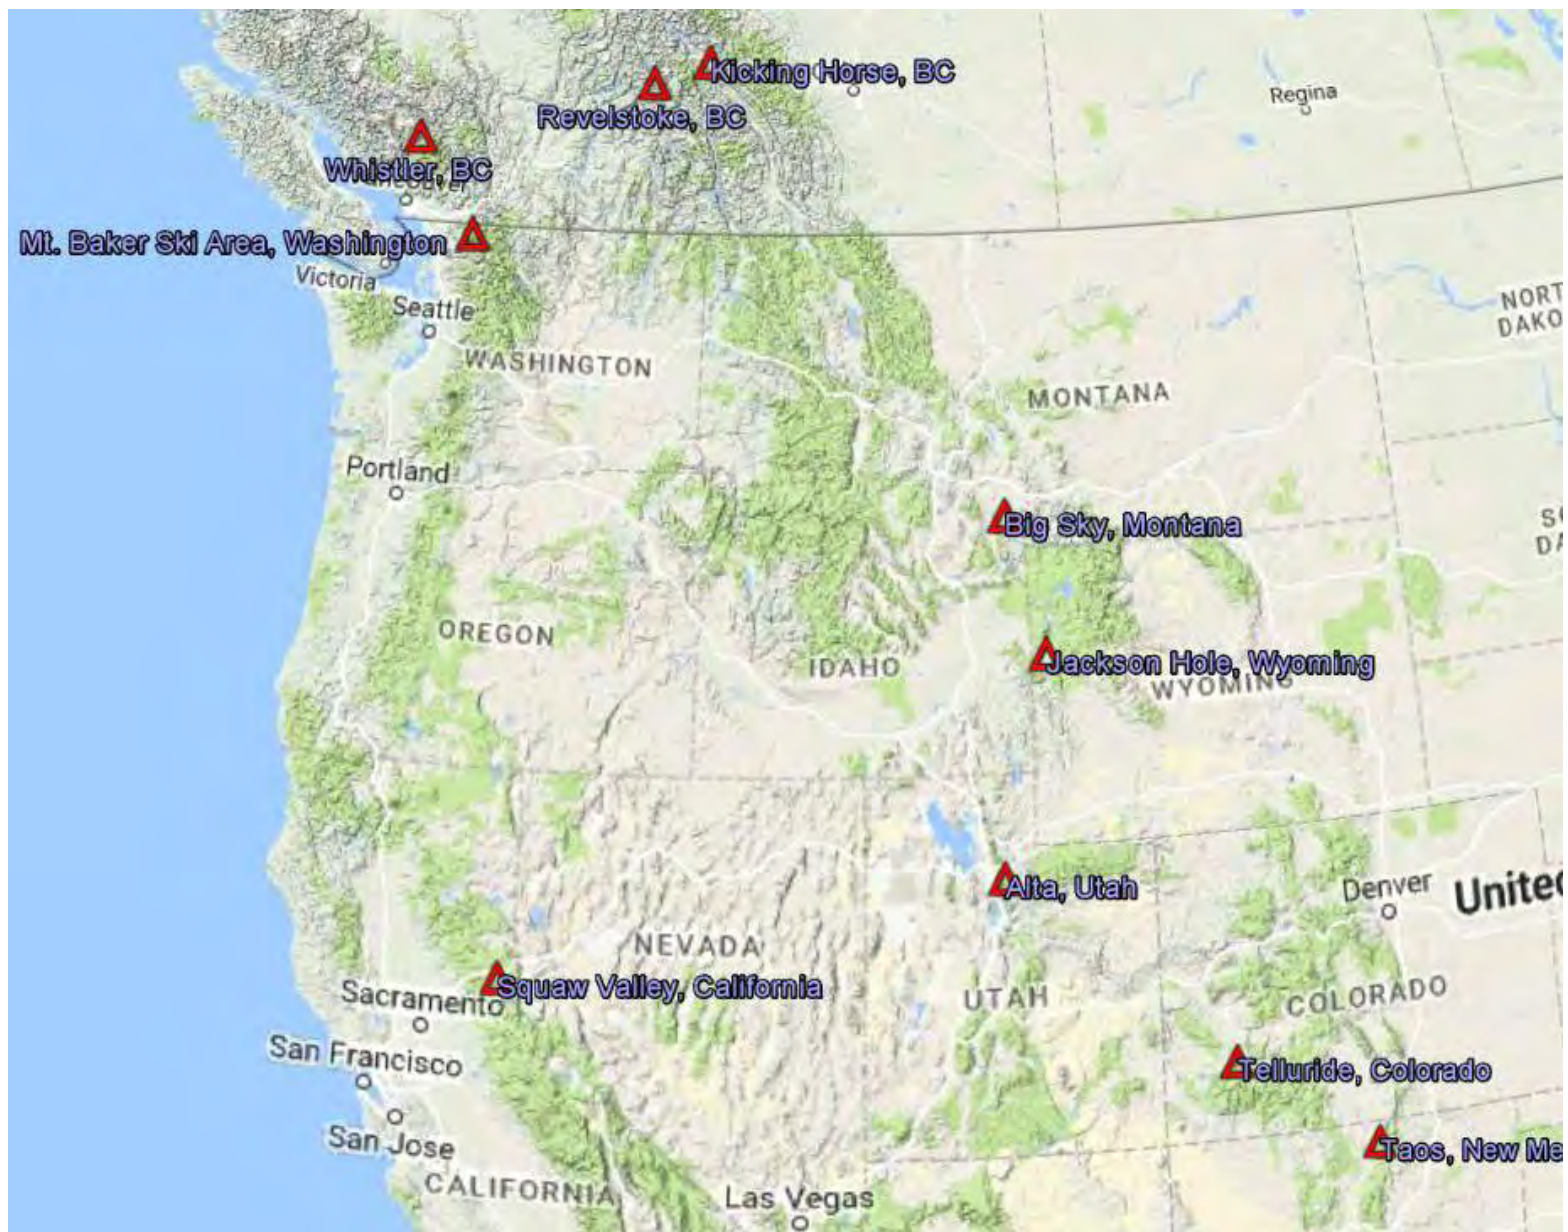 Kicking Horse, BC
Revelstoke, BC
Regina
Whistler, BC
Mt. Baker Ski Area, Washington
Victoria
Seattle
NORT
DAKO
WASHINGTON
MONTANA
Portland
Big Sky, Montana
DA
OREGON
IDAHO
Jackson Hole, Wyoming
WYOMING
Alta, Utah
Denver
United
NEVADA
Squaw Valley, California
Sacramento
UTAH
COLORADO
San Francisco
Telluride, Colorado
San Jose
Taos, New Me
CALIFORNIA
Las Vegas